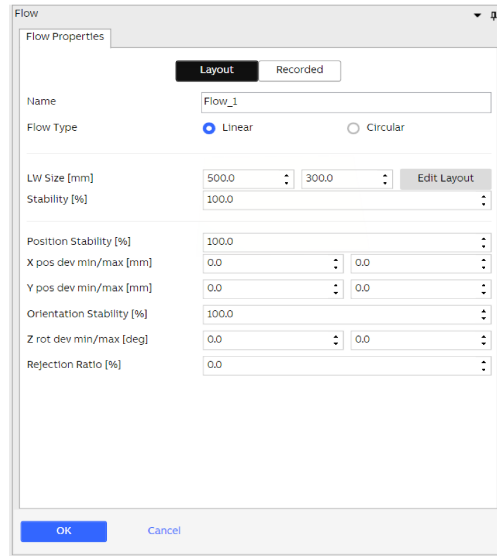 Flow
Flow Properties
Layout Recorded
Name Flow_1
Flow Type Linear Circular
LW Size [mm] 500.0 300.0 Edit Layout
Stability [%] 100.0
Position Stability [%] 100.0
X pos dev min/max [mm] 0.0 0.0
Y pos dev min/max [mm] 0.0 0.0
Orientation Stability [%] 100.0
Z rot dev min/max [deg] 0.0 0.0
Rejection Ratio [%] 0.0
OK Cancel